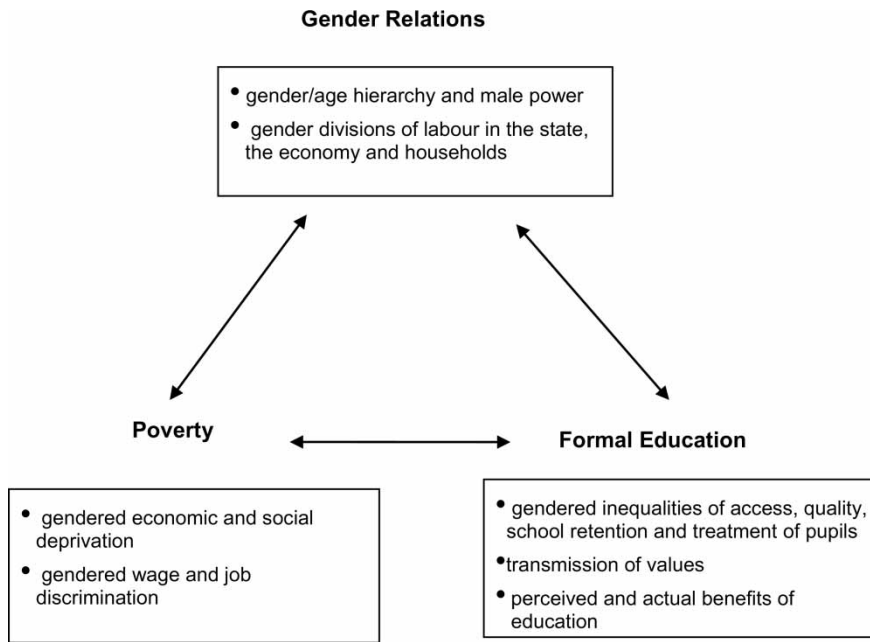 Gender Relations
• gender/age hierarchy and male power
• gender divisions of labour in the state,
the economy and households
Poverty
Formal Education
• gendered economic and social
deprivation
• gendered wage and job
discrimination
• gendered inequalities of access, quality,
school retention and treatment of pupils
•transmission of values
• perceived and actual benefits of
education